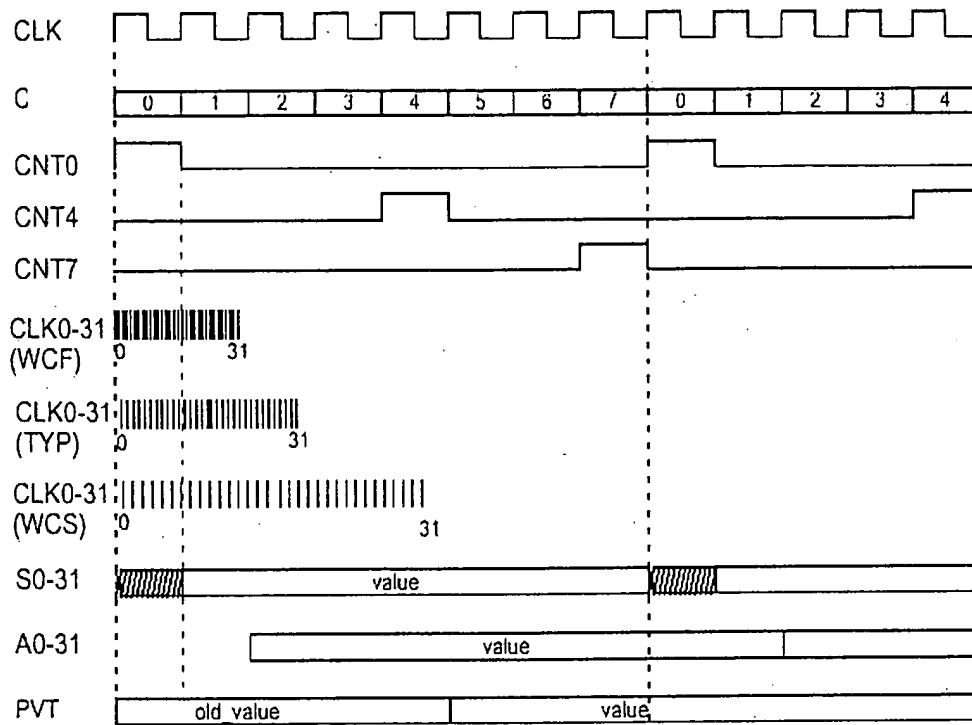 CLK
C 0 1 2 3 4 5 6 7 0 1 2 3 4
CNT0
CNT4
CNT7
CLK0-31
(WCF)
0 31
CLK0-31
(TYP)
0 31
CLK0-31
(WCS)
0 31
S0-31 value
A0-31 value
PVT old_value value